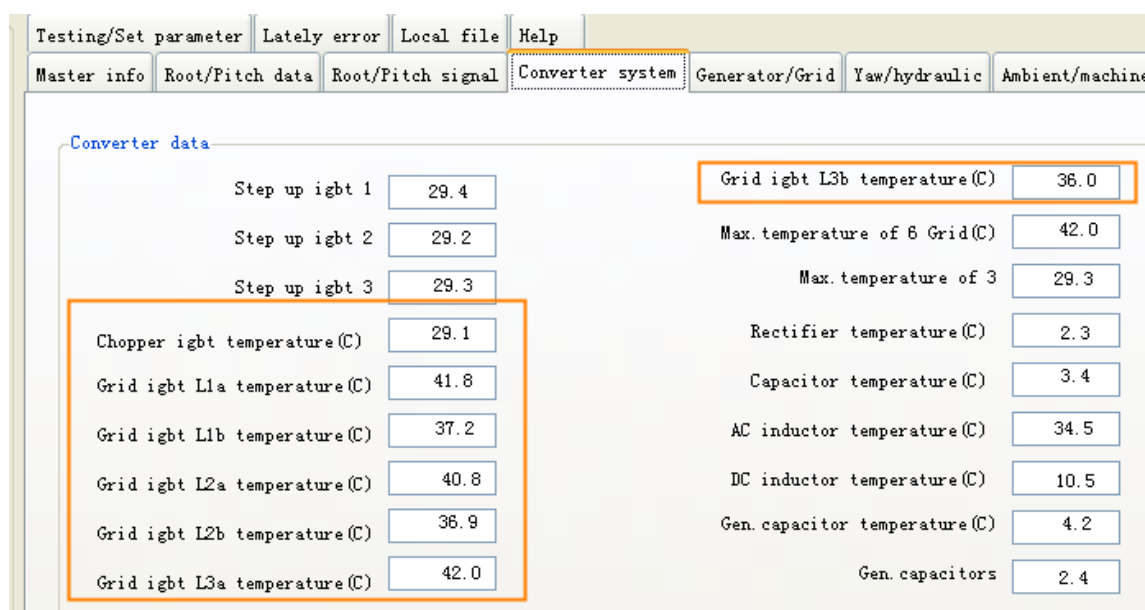 Testing/Set parameter Lately error Local file Help
Master info Root/Pitch data Root/Pitch signal Converter system Generator/Grid Yaw/hydraulic Ambient/machine
Converter data
Step up igbt 1 29.4
Step up igbt 2 29.2
Step up igbt 3 29.3
Chopper igbt temperature(C) 29.1
Grid igbt L1a temperature(C) 41.8
Grid igbt L1b temperature(C) 37.2
Grid igbt L2a temperature(C) 40.8
Grid igbt L2b temperature(C) 36.9
Grid igbt L3a temperature(C) 42.0
Grid igbt L3b temperature(C) 36.0
Max.temperature of 6 Grid(C) 42.0
Max.temperature of 3 29.3
Rectifier temperature(C) 2.3
Capacitor temperature(C) 3.4
AC inductor temperature(C) 34.5
DC inductor temperature(C) 10.5
Gen.capacitor temperature(C) 4.2
Gen.capacitors 2.4